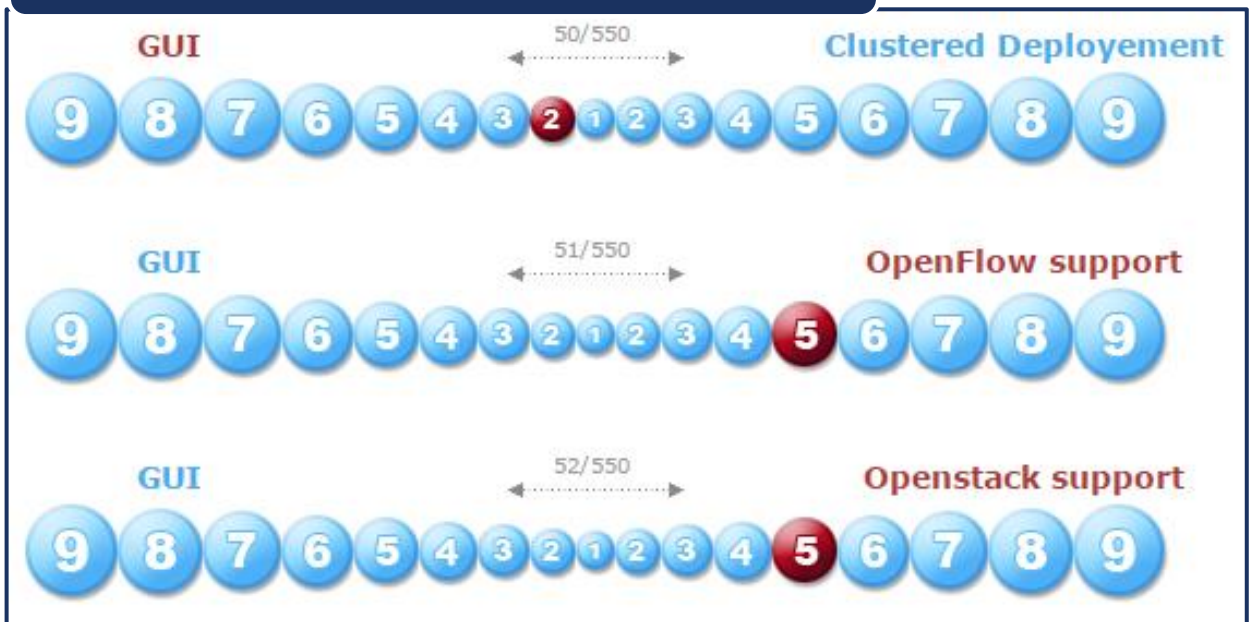 50/550
GUI Clustered Deployement
9 8 7 6 5 4 3 2 1 2 3 4 5 6 7 8 9
51/550
GUI OpenFlow support
9 8 7 6 5 4 3 2 1 2 3 4 5 6 7 8 9
52/550
GUI Openstack support
9 8 7 6 5 4 3 2 1 2 3 4 5 6 7 8 9